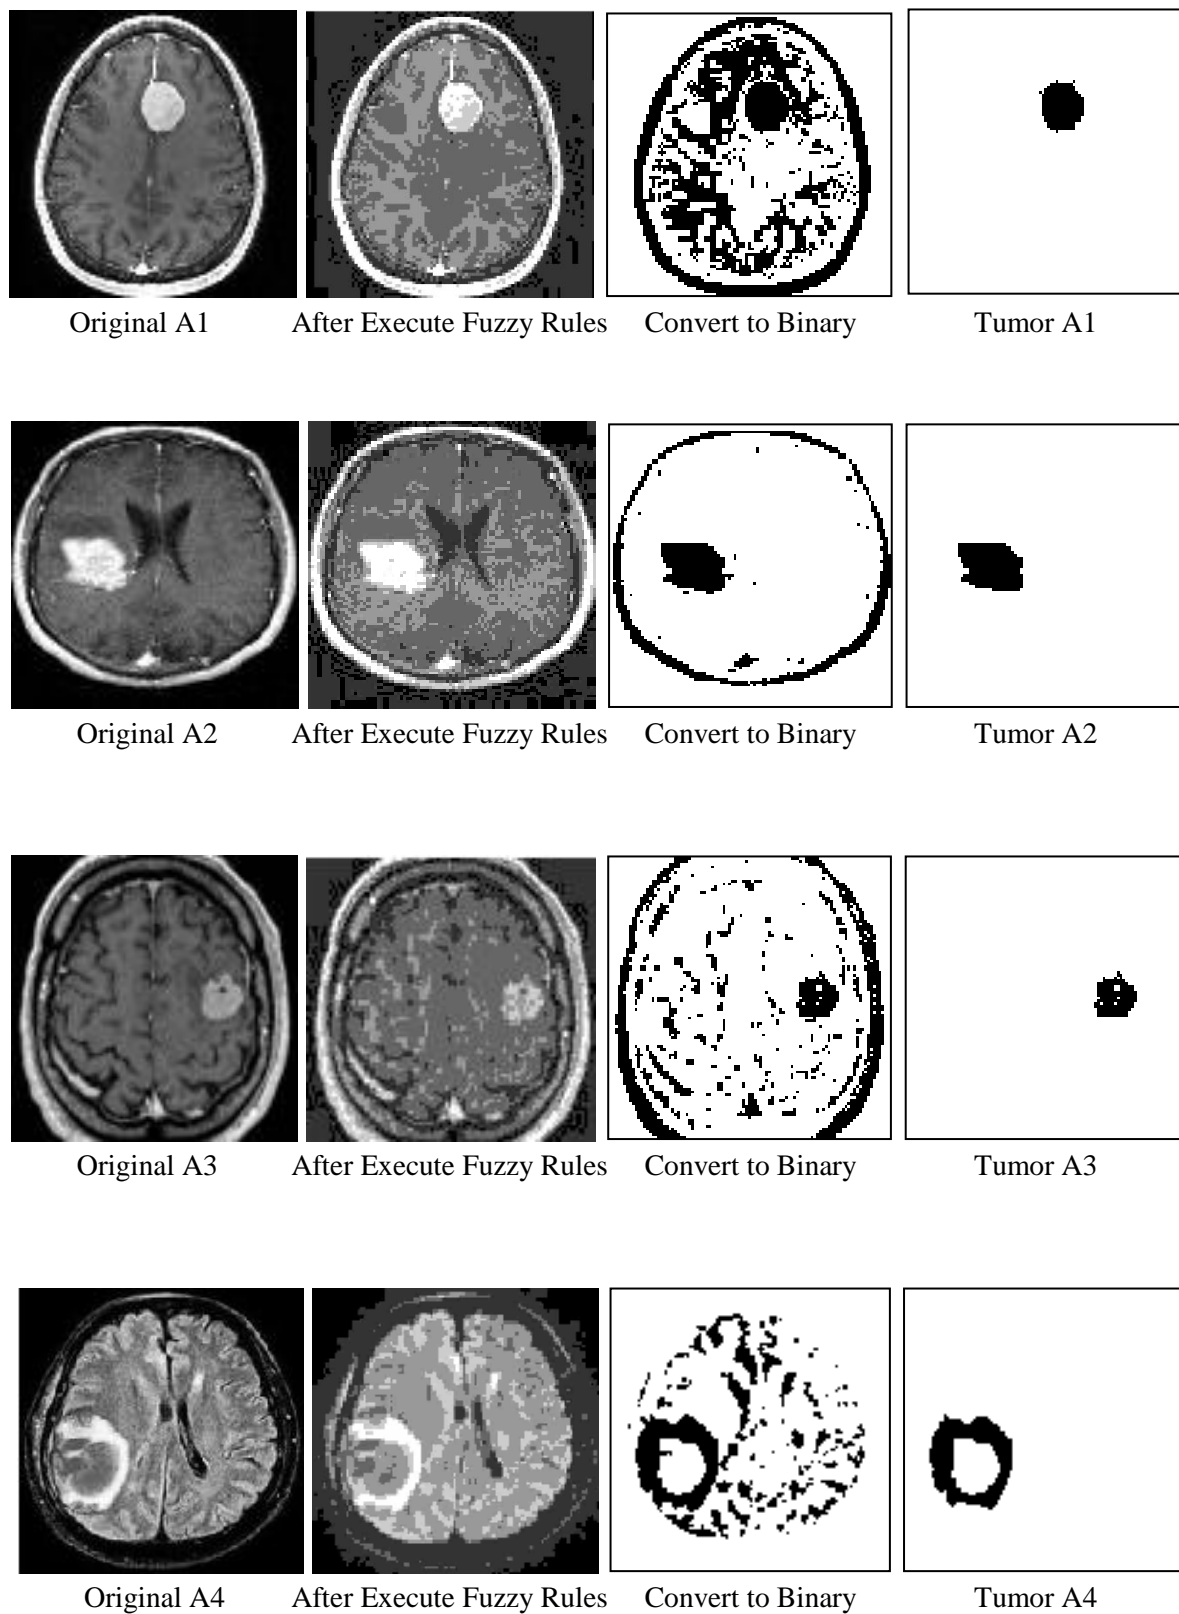 Original A1 After Execute Fuzzy Rules Convert to Binary Tumor A1
Original A2 After Execute Fuzzy Rules Convert to Binary Tumor A2
Original A3 After Execute Fuzzy Rules Convert to Binary Tumor A3
Original A4 After Execute Fuzzy Rules Convert to Binary Tumor A4